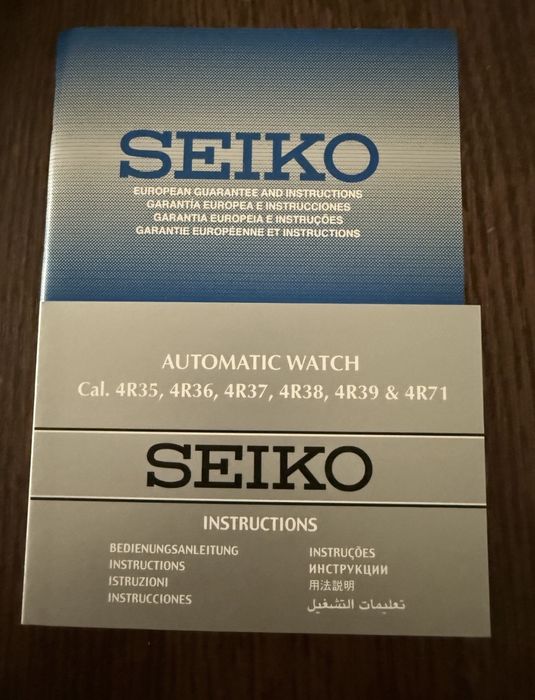 SEIKO
EUROPEAN GUARANTEE AND INSTRUCTIONS
GARANTÍA EUROPEA E INSTRUCCIONES
GARANTIA EUROPEIA E INSTRUÇÕES
GARANTIE EUROPÉENNE ET INSTRUCTIONS
AUTOMATIC WATCH
Cal. 4R35, 4R36, 4R37, 4R38, 4R39 & 4R71
SEIKO
INSTRUCTIONS
BEDIENUNGSANLEITUNG
INSTRUCTIONS
ISTRUZIONI
INSTRUCCIONES
INSTRUÇÕES
ИНСТРУКЦИИ
用法説明
تعليمات التشغيل